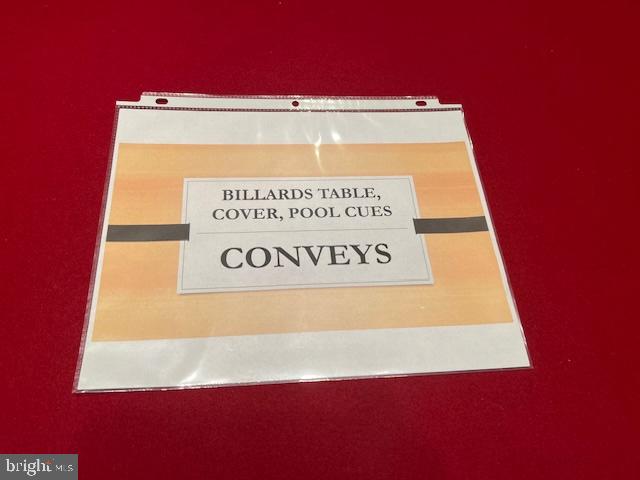 BILLARDS TABLE,
COVER, POOL CUES
CONVEYS
bright MLS